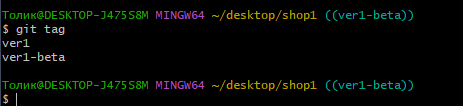 Толик@DESKTOP-J475S8M MINGW64 ~/desktop/shop1 ((ver1-beta))
$ git tag
ver1
ver1-beta
Толик@DESKTOP-J475S8M MINGW64 ~/desktop/shop1 ((ver1-beta))
$